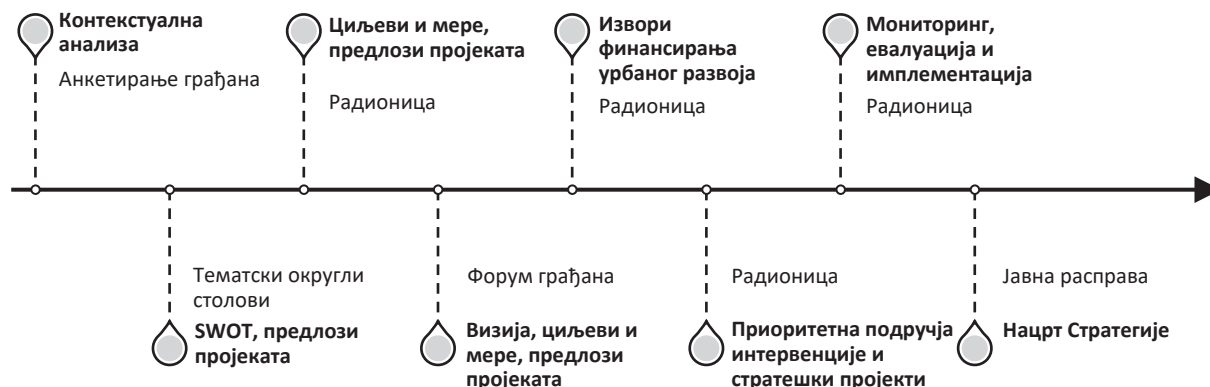 Контекстуална
анализа
Анкетирање грађана
Циљеви и мере,
предлози пројеката
Радионица
Извори
финансирања
урбаног развоја
Радионица
Мониторинг,
евалуација и
имплементација
Радионица
Тематски округли
столови
SWOT, предлози
пројеката
Форум грађана
Визија, циљеви и
мере, предлози
пројеката
Радионица
Приоритетна подручја
интервенције и
стратешки пројекти
Јавна расправа
Нацрт Стратегије